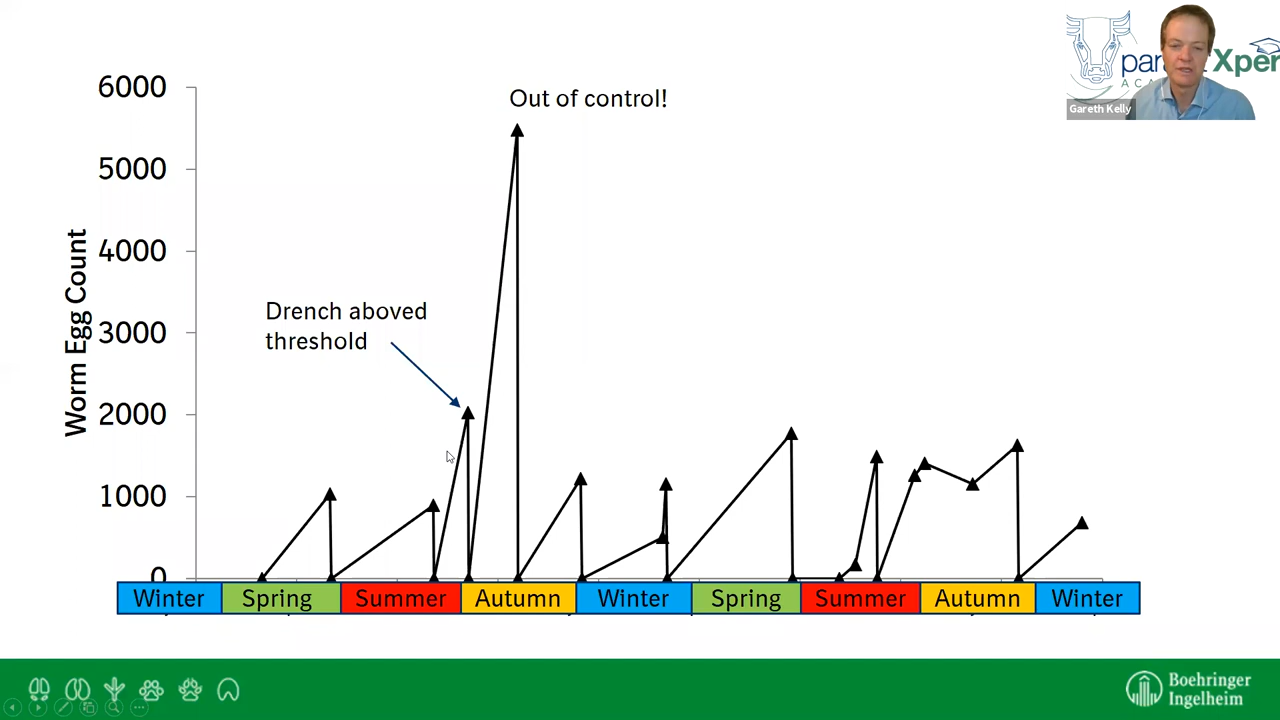 Gareth Kelly
Xper
6000
Out of control!
5000
4000
Drench aboved
threshold
3000
2000
1000
0
Worm Egg Count
Winter
Spring
Summer
Autumn
Winter
Spring
Summer
Autumn
Winter
Boehringer
Ingelheim